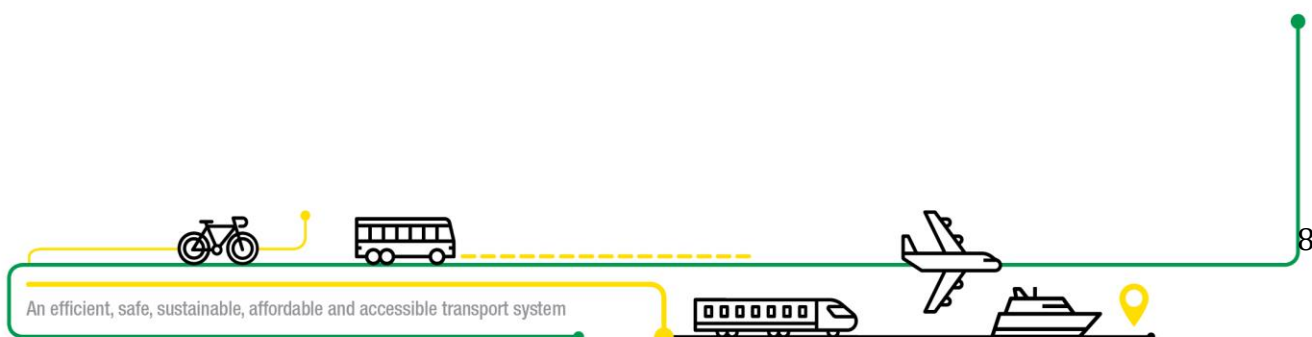 8
An efficient, safe, sustainable, affordable and accessible transport system